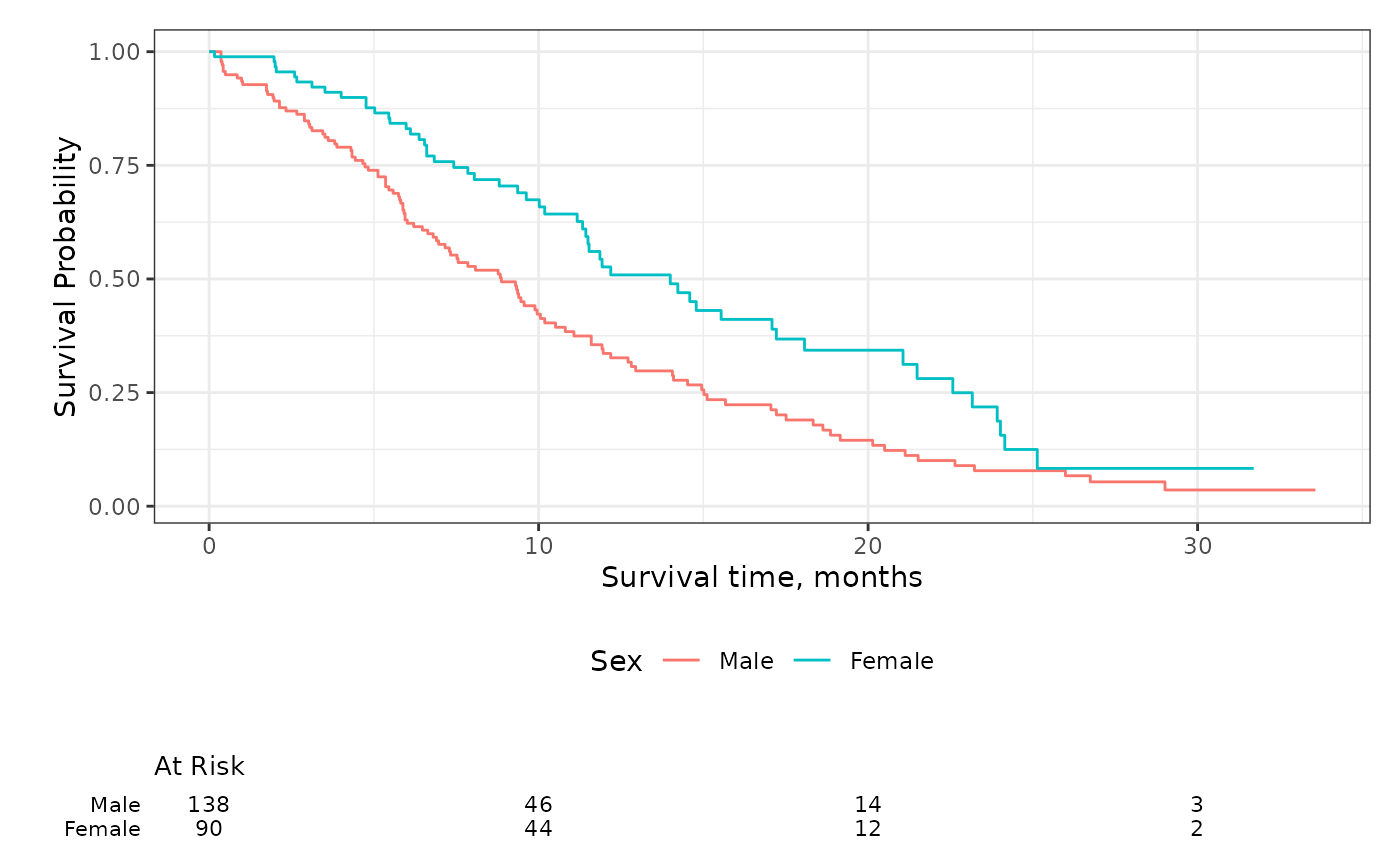 1.00
0.75
0.50
0.25
0.00
Survival Probability
0 10 20 30
Survival time, months
Sex Male Female
At Risk
Male 138 46 14 3
Female 90 44 12 2